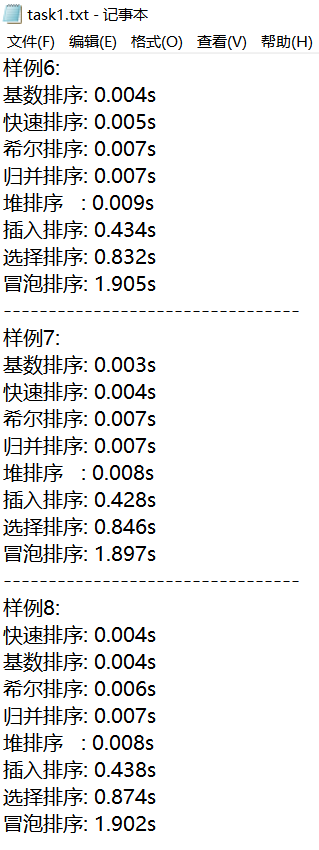 task1.txt - 记事本
文件(F) 编辑(E) 格式(O) 查看(V) 帮助(H)
样例6:
基数排序: 0.004s
快速排序: 0.005s
希尔排序: 0.007s
归并排序: 0.007s
堆排序   : 0.009s
插入排序: 0.434s
选择排序: 0.832s
冒泡排序: 1.905s
---------------------------------
样例7:
基数排序: 0.003s
快速排序: 0.004s
希尔排序: 0.007s
归并排序: 0.007s
堆排序   : 0.008s
插入排序: 0.428s
选择排序: 0.846s
冒泡排序: 1.897s
---------------------------------
样例8:
快速排序: 0.004s
基数排序: 0.004s
希尔排序: 0.006s
归并排序: 0.007s
堆排序   : 0.008s
插入排序: 0.438s
选择排序: 0.874s
冒泡排序: 1.902s